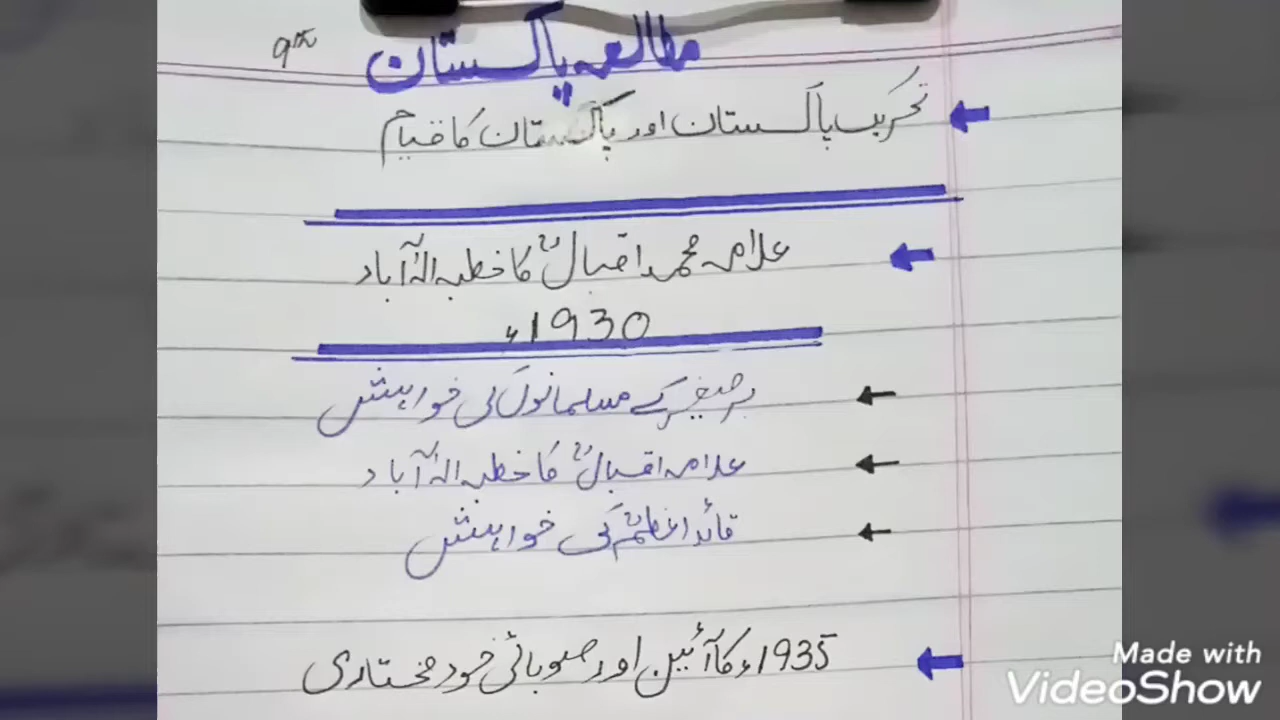 9th
مطالعہ پاکستان
تحریک پاکستان اور پاکستان کا قیام
علامہ محمد اقبالؒ کا خطبہ الہٰ آباد
1930ء
برصغیر کے مسلمانوں کی خواہش
علامہ اقبالؒ کا خطبہ الہٰ آباد
قائداعظمؒ کی خواہش
1935ء کا آئین اور صوبائی خود مختاری
Made with
VideoShow